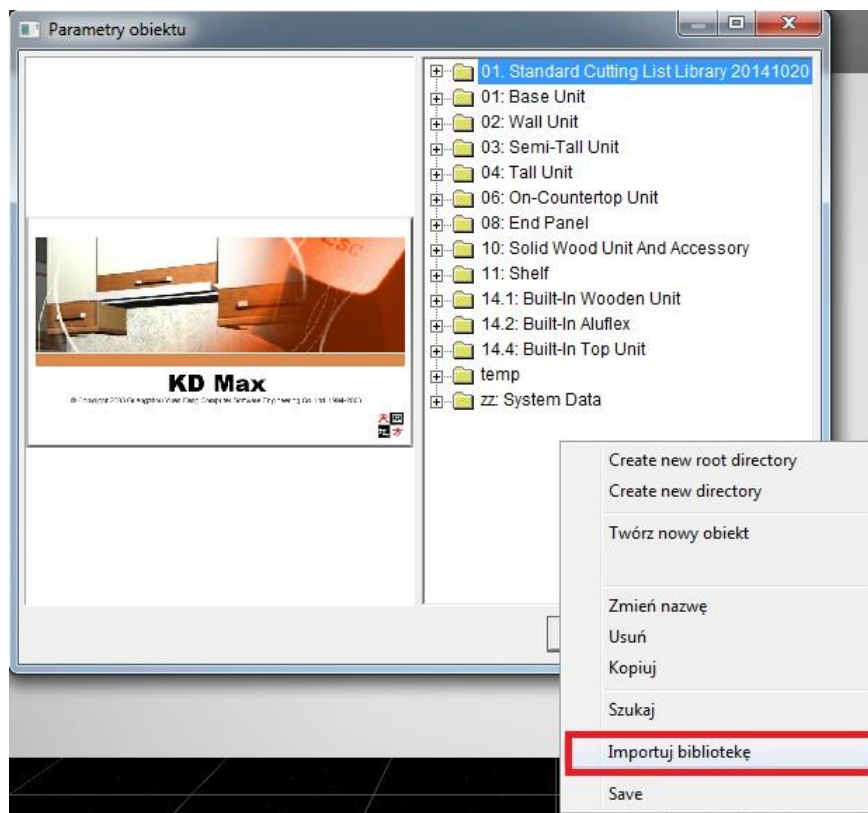 Parametry obiektu
01. Standard Cutting List Library 20141020
01: Base Unit
02: Wall Unit
03: Semi-Tall Unit
04: Tall Unit
06: On-Countertop Unit
08: End Panel
10: Solid Wood Unit And Accessory
11: Shelf
14.1: Built-In Wooden Unit
14.2: Built-In Aluflex
14.4: Built-In Top Unit
temp
zz: System Data
ESC
KD Max
Create new root directory
Create new directory
Twórz nowy obiekt
Zmień nazwę
Usuń
Kopiuj
Szukaj
Importuj bibliotekę
Save